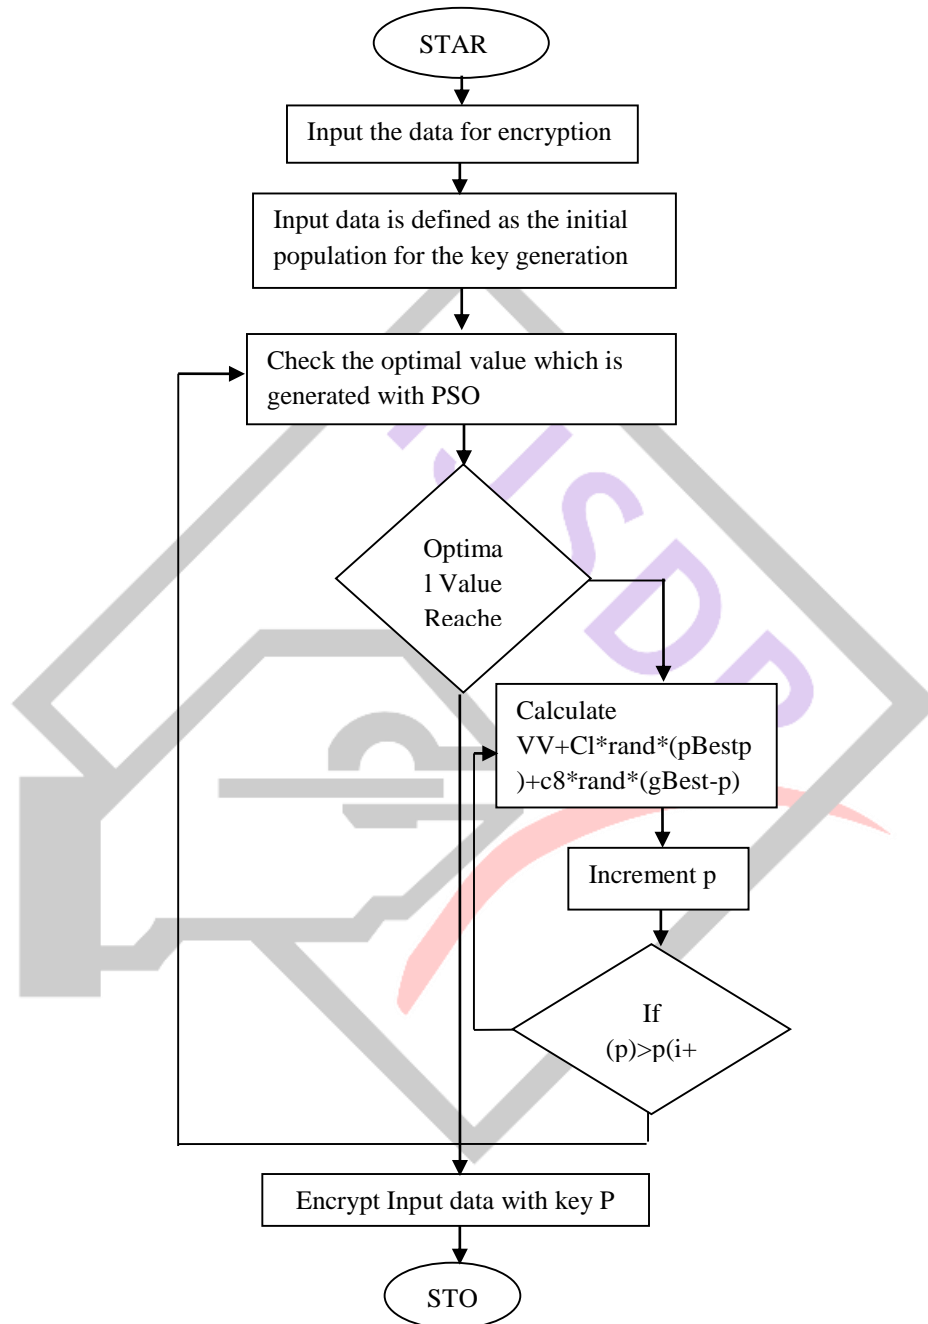 STAR
Input the data for encryption
Input data is defined as the initial
population for the key generation
Check the optimal value which is
generated with PSO
Optima
l Value
Reache
Calculate
VV+Cl*rand*(pBestp
)+c8*rand*(gBest-p)
Increment p
If
(p)>p(i+
Encrypt Input data with key P
STO
IJSDR